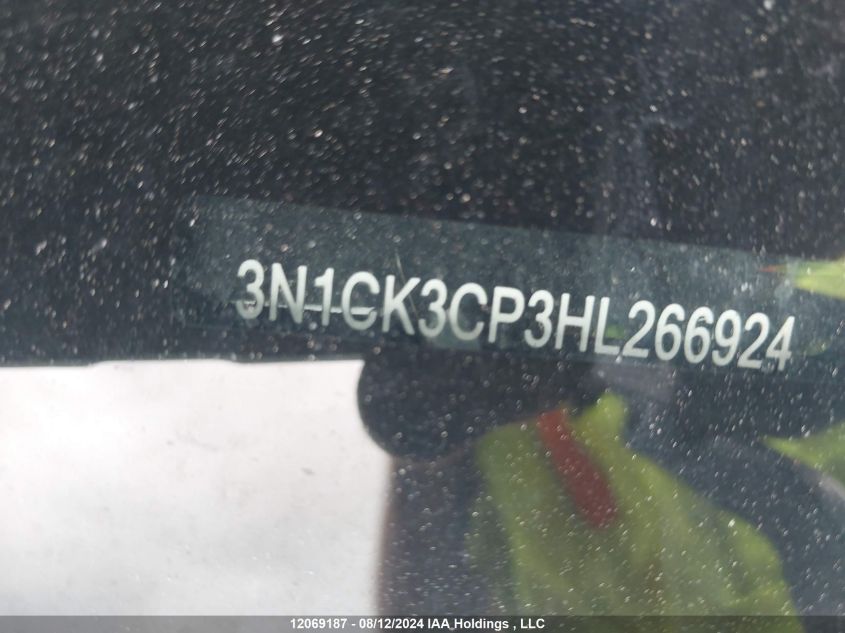 3N1CK3CP3HL266924
12069187 - 08/12/2024 IAA Holdings , LLC